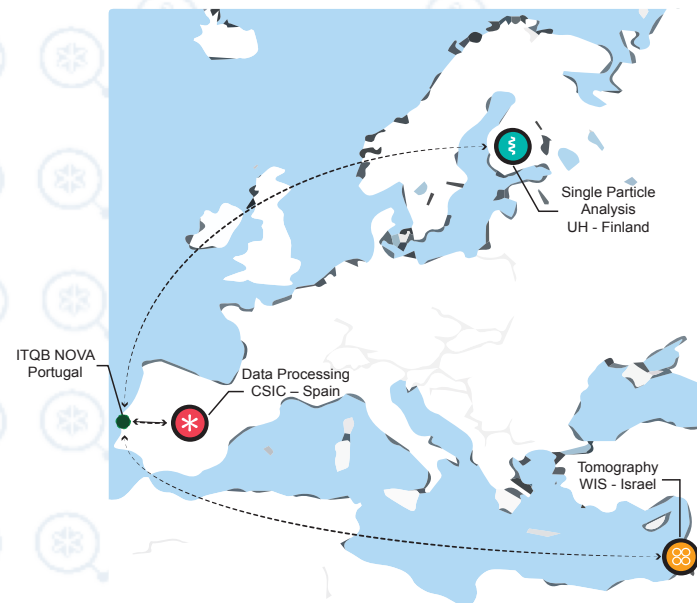 Single Particle
Analysis
UH - Finland
ITQB NOVA
Portugal
Data Processing
CSIC – Spain
Tomography
WIS - Israel